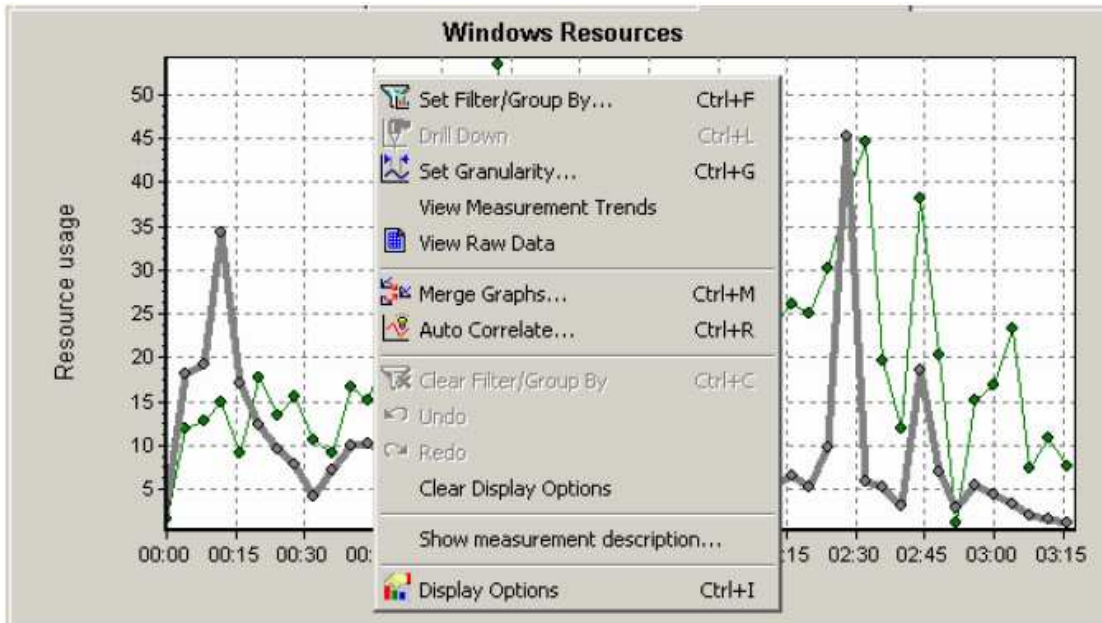 Windows Resources
Resource usage
50
45
40
35
30
25
20
15
10
5
Set Filter/Group By... Ctrl+F
Drill Down Ctrl+L
Set Granularity... Ctrl+G
View Measurement Trends
View Raw Data
Merge Graphs... Ctrl+M
Auto Correlate... Ctrl+R
Clear Filter/Group By Ctrl+C
Undo
Redo
Clear Display Options
Show measurement description...
Display Options Ctrl+I
00:00 00:15 00:30 00: :15 02:30 02:45 03:00 03:15